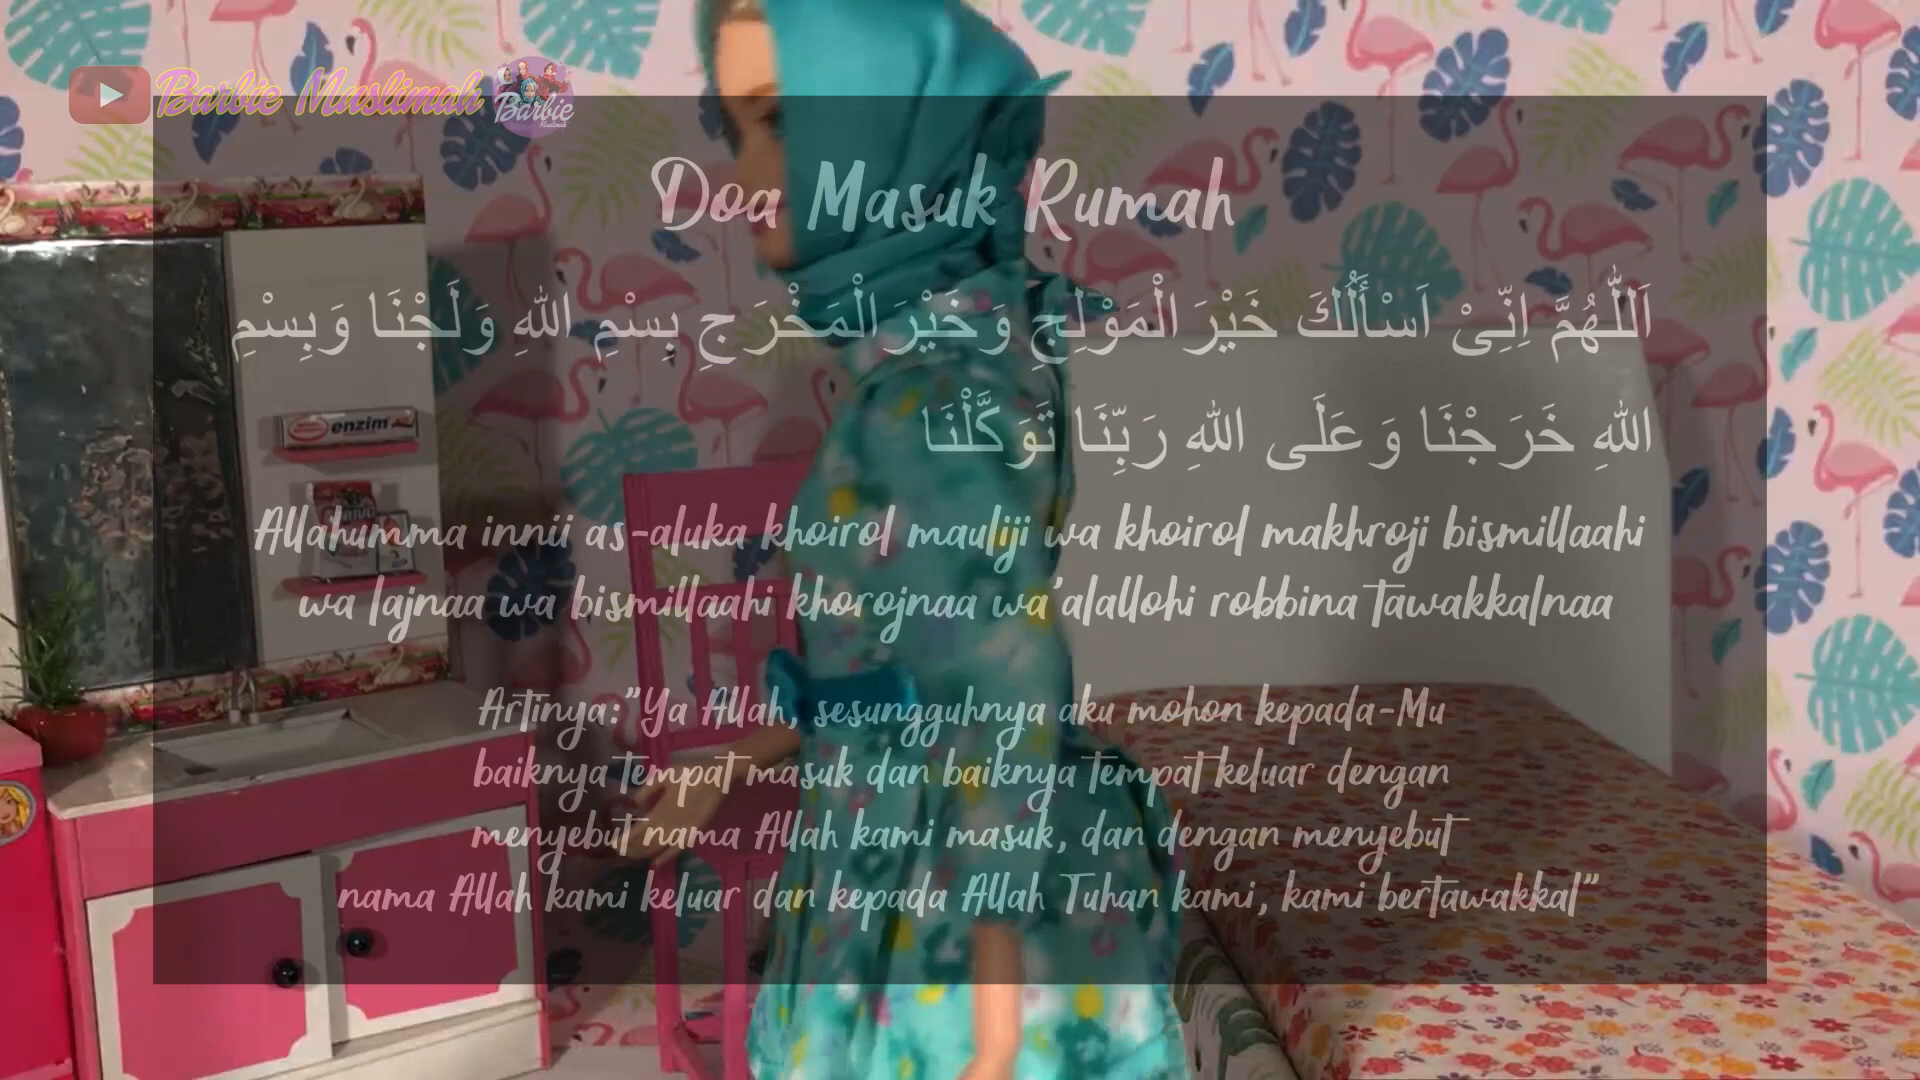 Barbie Muslimah
Barbie
Muslimah
Doa Masuk Rumah
اَللّٰهُمَّ اِنِّىْ اَسْأَلُكَ خَيْرَ الْمَوْلِجِ وَخَيْرَ الْمَخْرَجِ بِسْمِ اللهِ وَلَجْنَا وَبِسْمِ
اللهِ خَرَجْنَا وَعَلَى اللهِ رَبِّنَا تَوَكَّلْنَا
Allahumma innii as-aluka khoirol mauliji wa khoirol makhroji bismillaahi
wa lajnaa wa bismillaahi khorojnaa wa'alallohi robbina tawakkalnaa
Artinya:"Ya Allah, sesungguhnya aku mohon kepada-Mu
baiknya tempat masuk dan baiknya tempat keluar dengan
menyebut nama Allah kami masuk, dan dengan menyebut
nama Allah kami keluar dan kepada Allah Tuhan kami, kami bertawakkal"
enzim